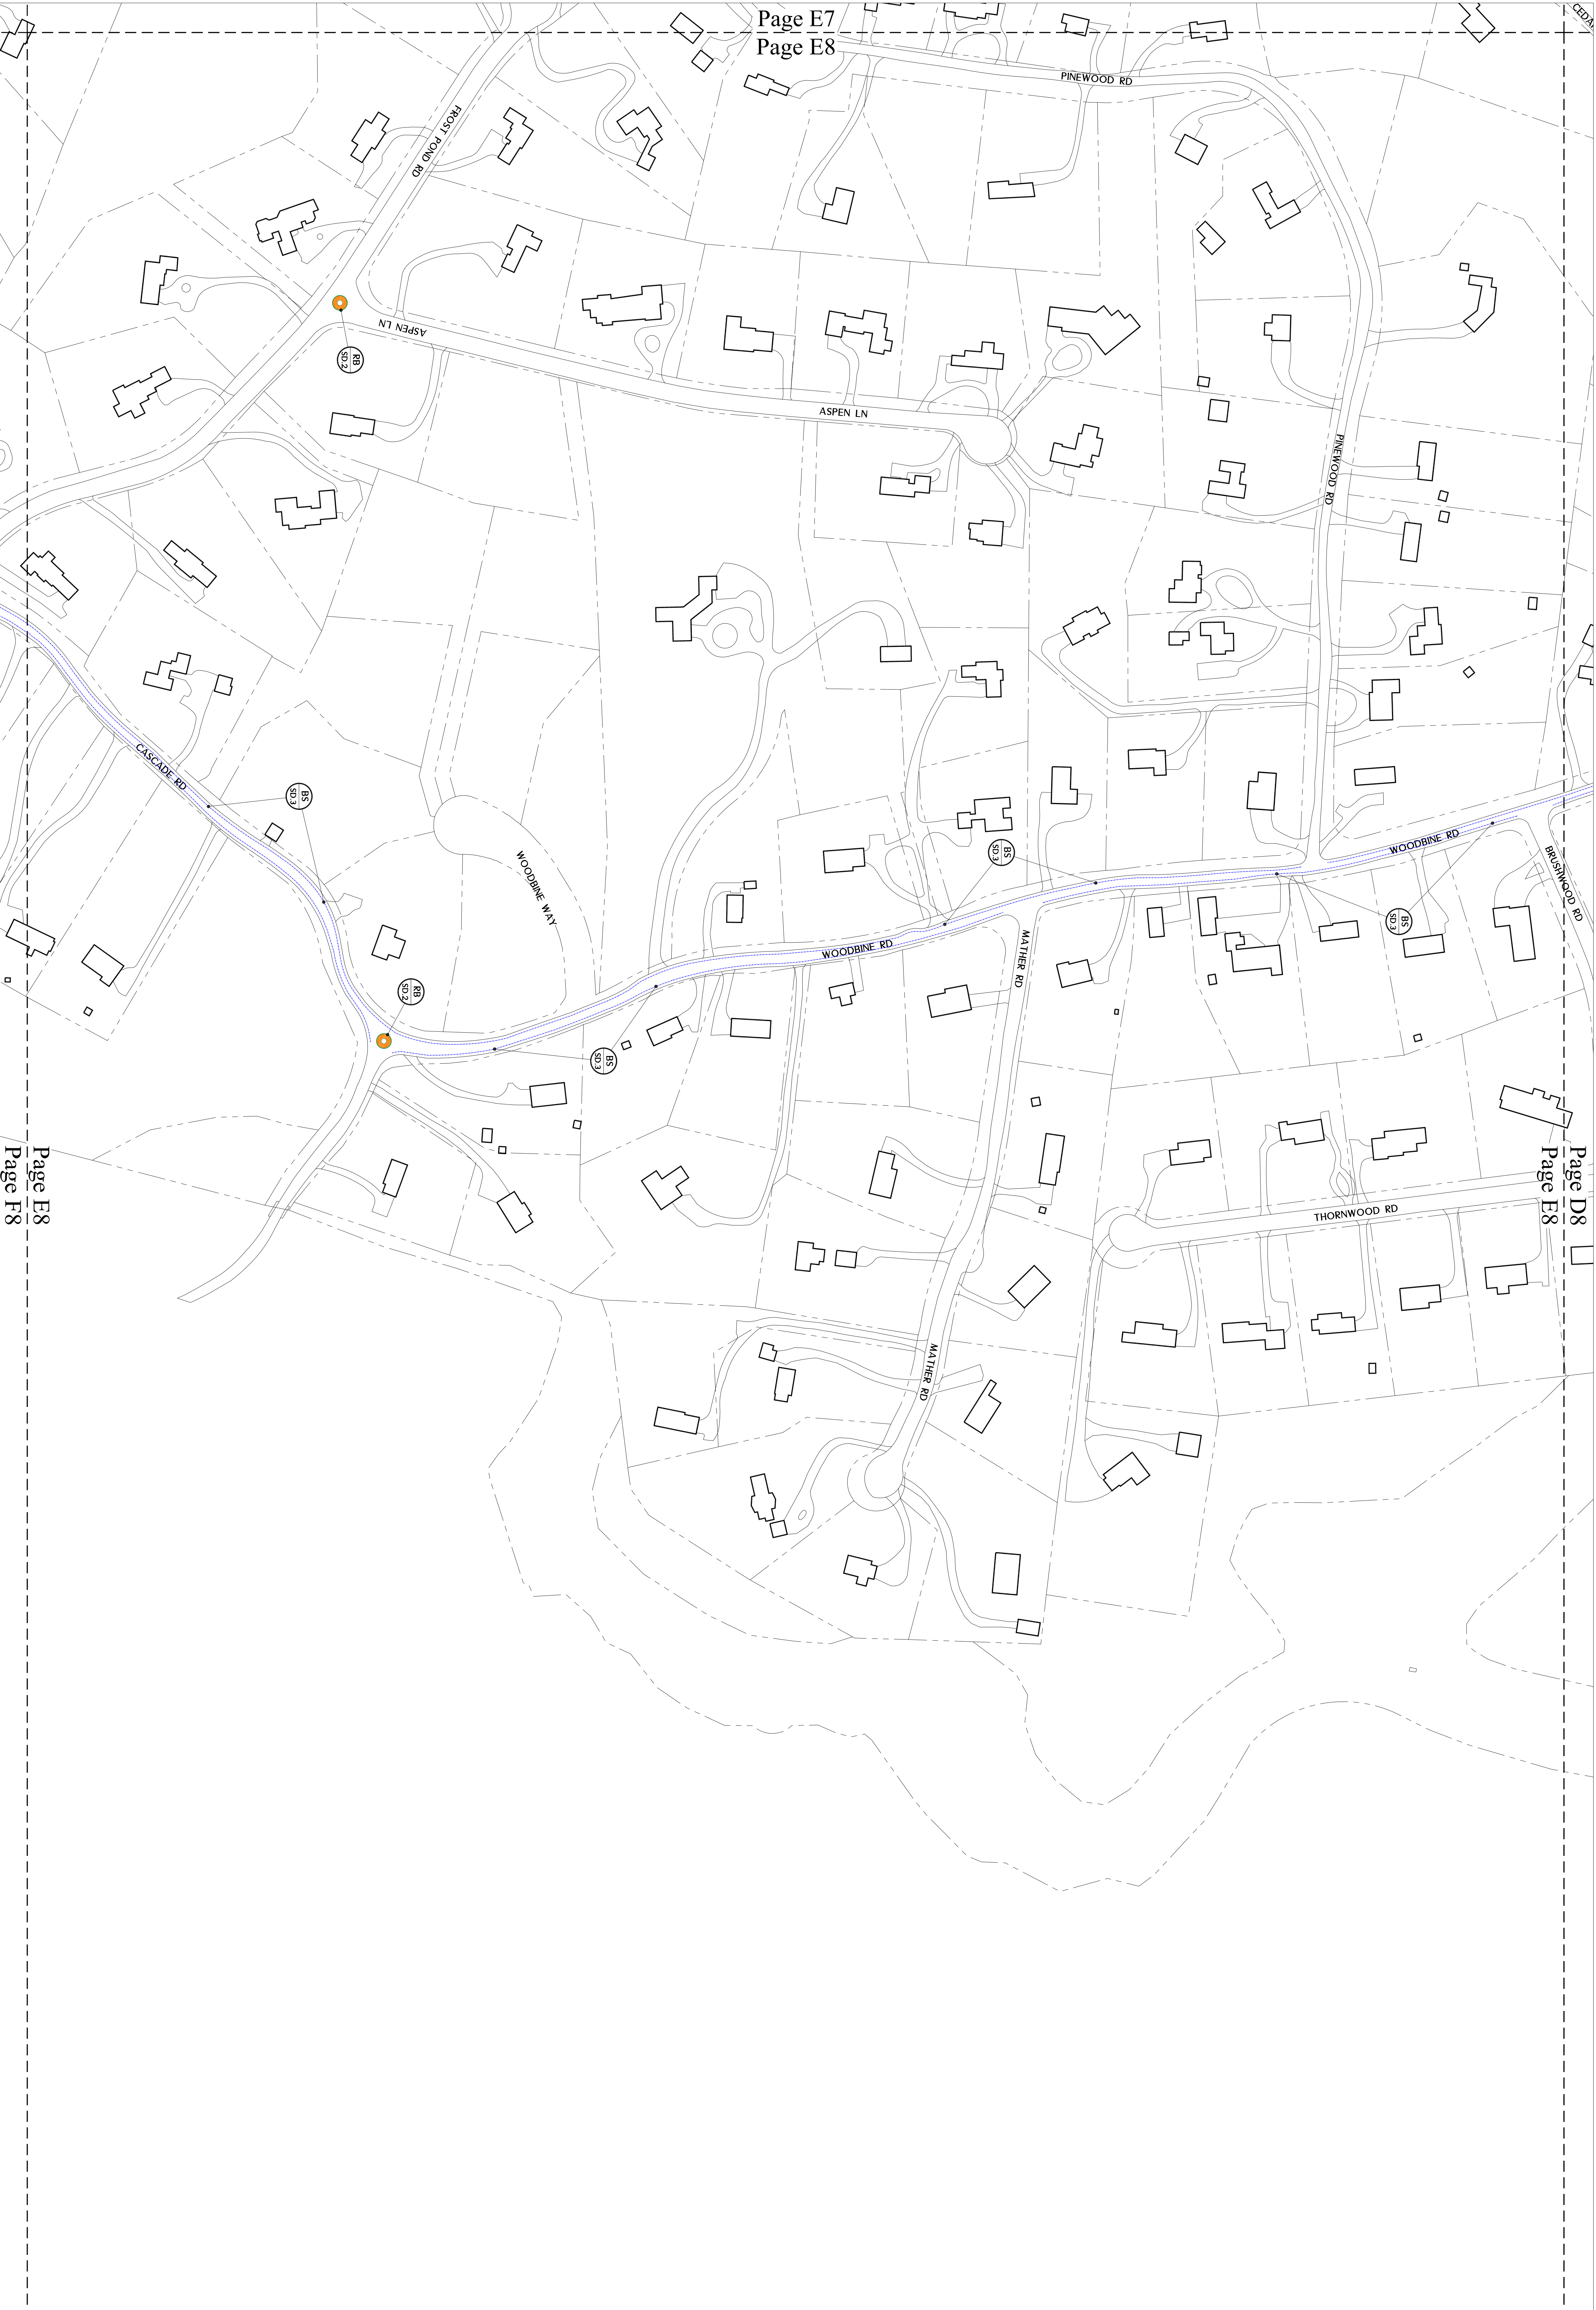 Page E7
Page E8
CEDA
PINEWOOD RD
FROST POND RD
ASPEN LN
RB
SD.2
ASPEN LN
PINEWOOD RD
CASCADE RD
BS
SD.3
WOODBINE WAY
BS
SD.3
WOODBINE RD
BRUSHWOOD RD
BS
SD.3
WOODBINE RD
MATHER RD
RB
SD.2
BS
SD.3
Page E8
Page F8
Page D8
Page E8
THORNWOOD RD
MATHER RD